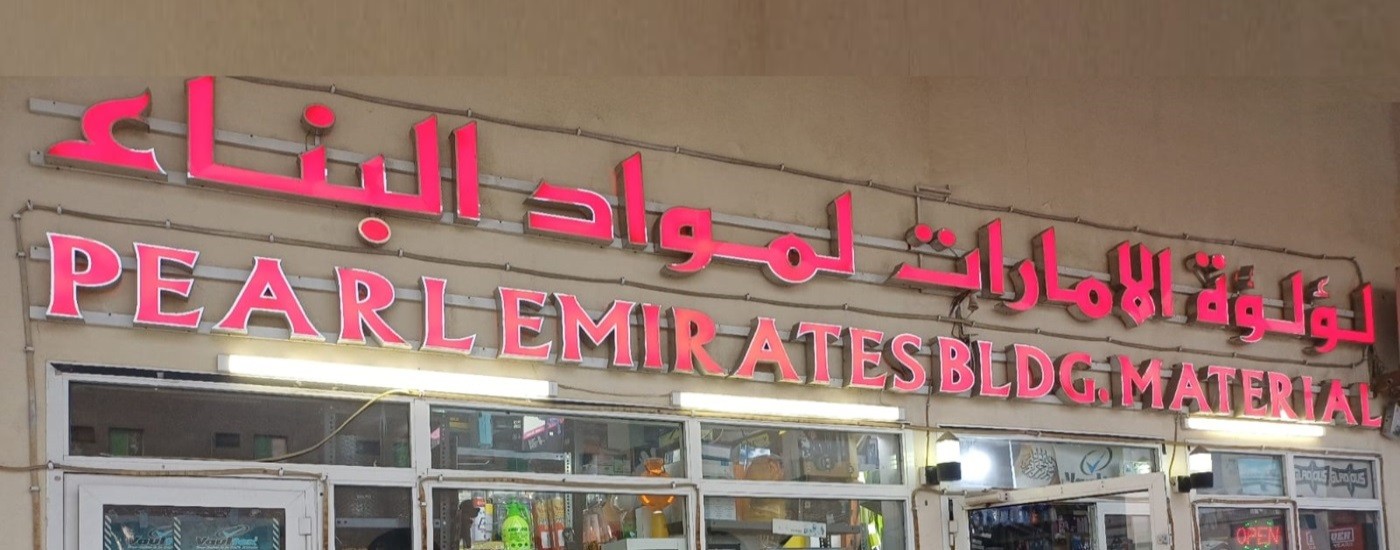 لؤلؤة الامارات لمواد البناء
PEARL EMIRATES BLDG. MATERIAL
OPEN